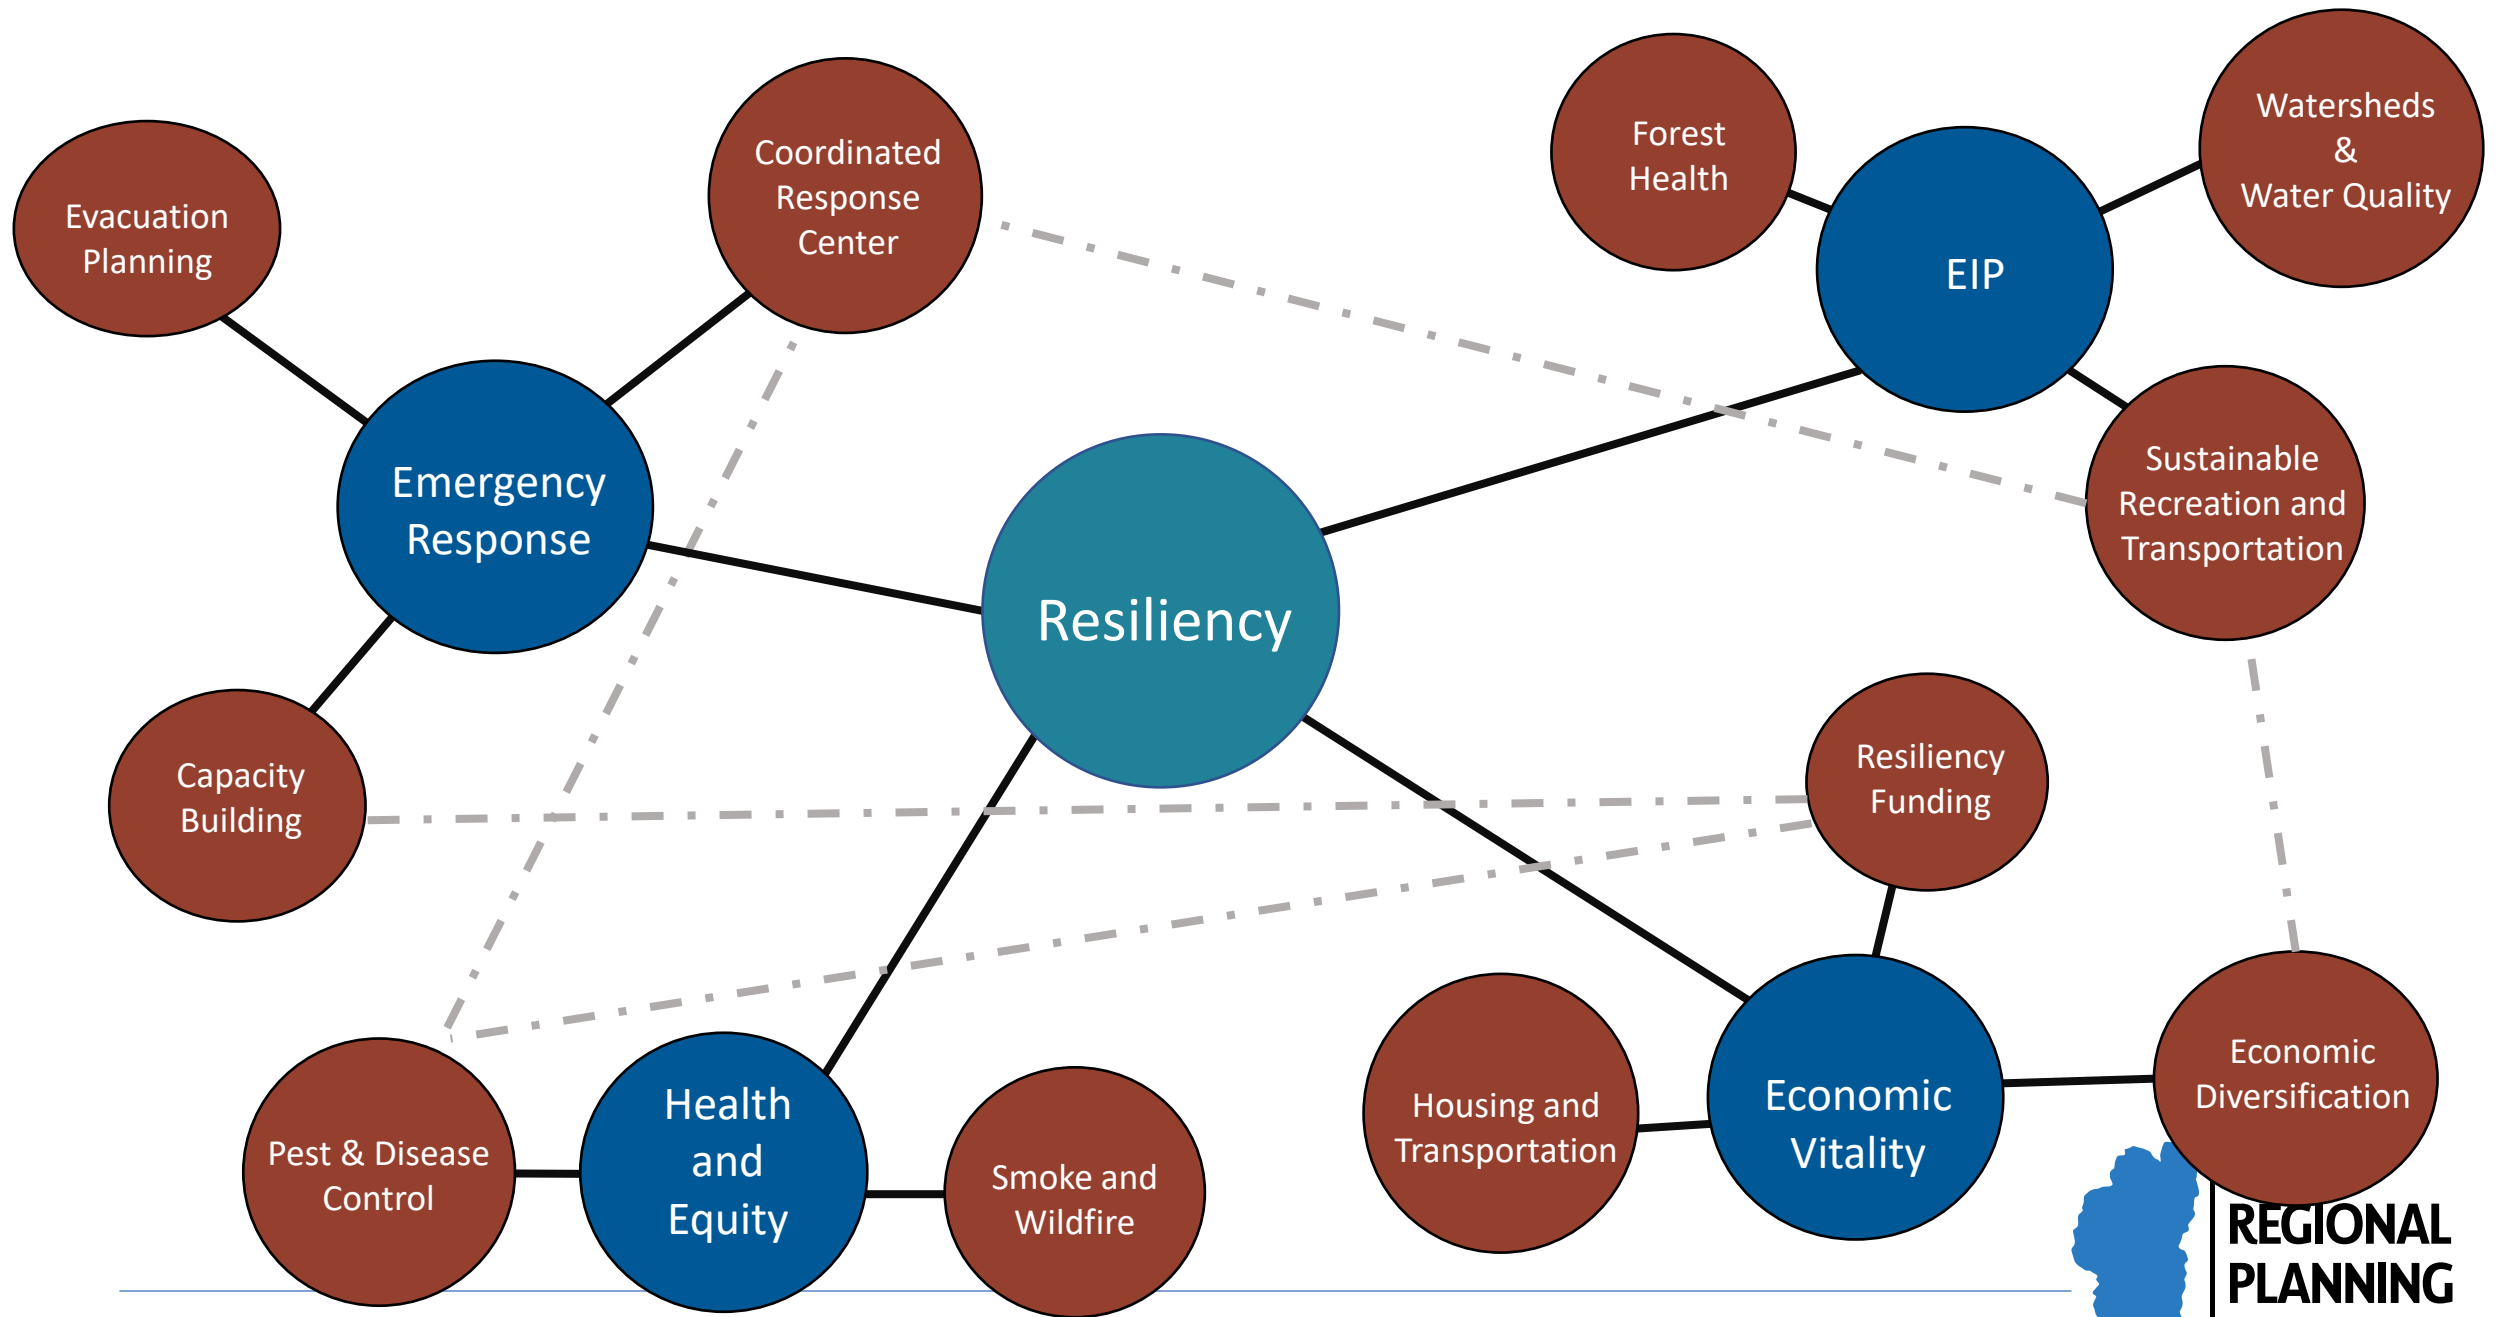 Evacuation
Planning
Coordinated
Response
Center
Forest
Health
Watersheds
&
Water Quality
EIP
Emergency
Response
Sustainable
Recreation and
Transportation
Resiliency
Capacity
Building
Resiliency
Funding
Pest & Disease
Control
Health
and
Equity
Smoke and
Wildfire
Housing and
Transportation
Economic
Vitality
Economic
Diversification
REGIONAL
PLANNING